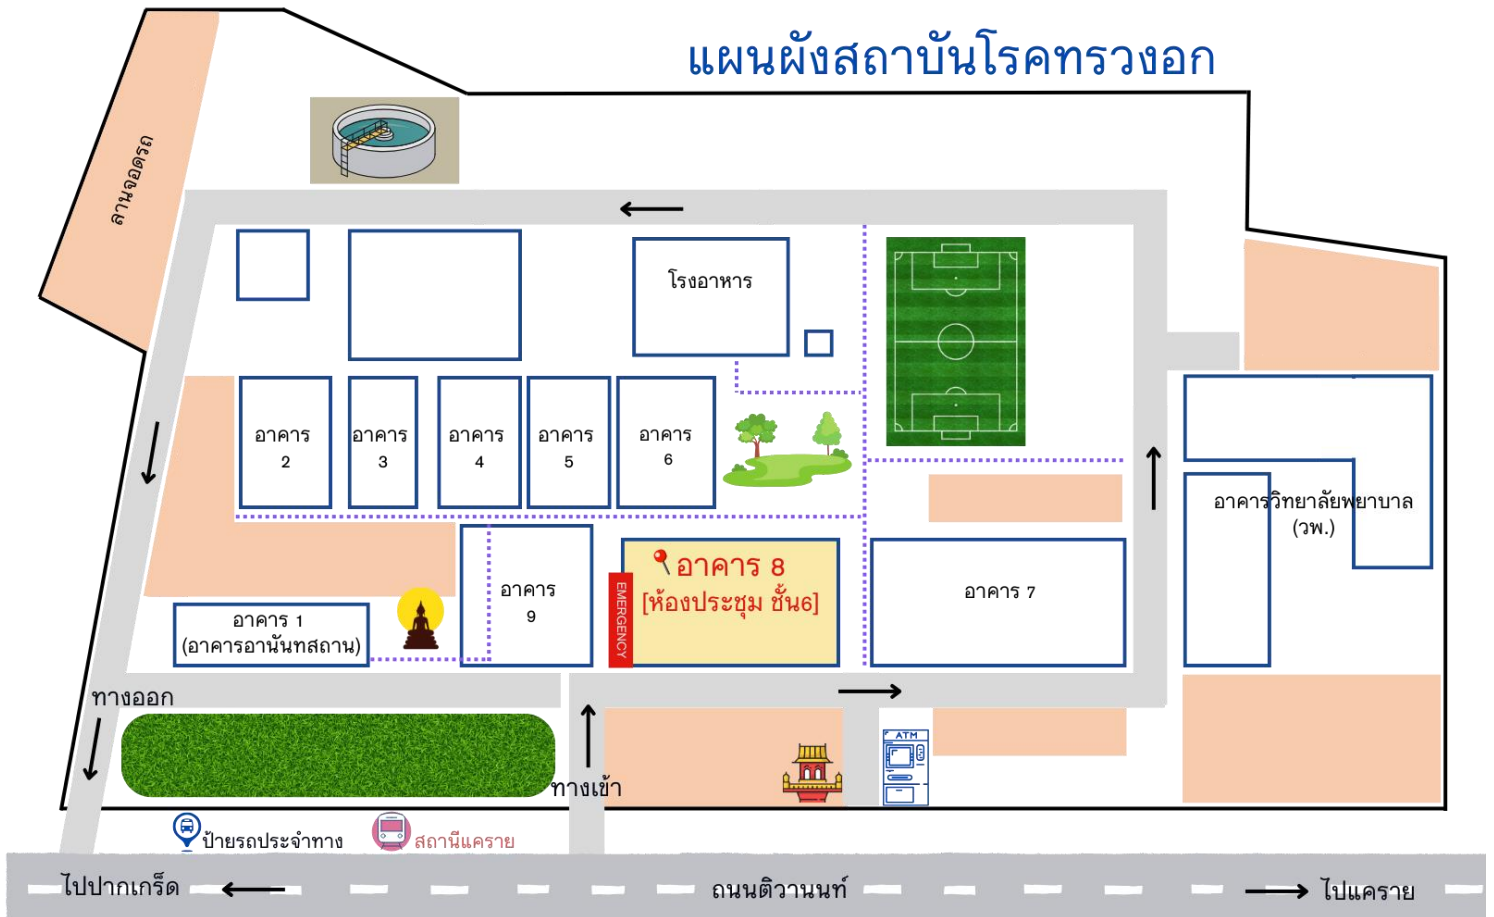 แผนผังสถาบันโรคทรวงอก
ลานจอดรถ
โรงอาหาร
อาคาร
2
อาคาร
3
อาคาร
4
อาคาร
5
อาคาร
6
อาคารวิทยาลัยพยาบาล
(วพ.)
อาคาร 1
(อาคารอานันทสถาน)
อาคาร
9
EMERGENCY
อาคาร 8
[ห้องประชุม ชั้น6]
อาคาร 7
ทางออก
ทางเข้า
ATM
ป้ายรถประจำทาง
สถานีแคราย
ไปปากเกร็ด
ถนนติวานนท์
ไปแคราย